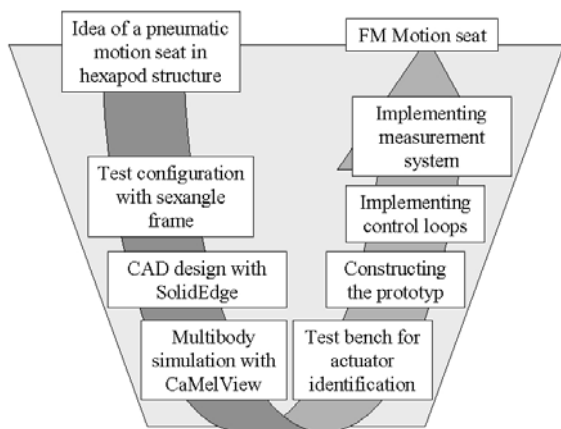 Idea of a pneumatic
motion seat in
hexapod structure
Test configuration
with sexangle
frame
CAD design with
SolidEdge
Multibody
simulation with
CaMelView
Test bench for
actuator
identification
Constructing
the prototyp
Implementing
control loops
Implementing
measurement
system
FM Motion seat